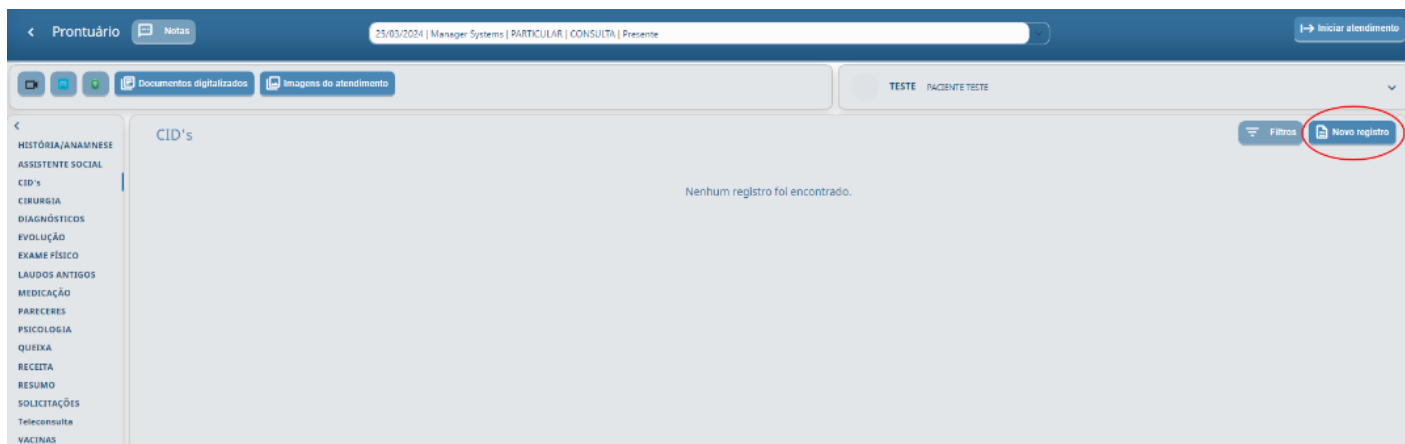 Prontuário
Notas
25/03/2024 | Manager Systems | PARTICULAR | CONSULTA | Presente
Iniciar atendimento
Documentos digitalizados
Imagens do atendimento
TESTE PACIENTE TESTE
HISTÓRIA/ANAMNESE
ASSISTENTE SOCIAL
CID's
CIRURGIA
DIAGNÓSTICOS
EVOLUÇÃO
EXAME FÍSICO
LAUDOS ANTIGOS
MEDICAÇÃO
PARECERES
PSICOLOGIA
QUEIXA
RECEITA
RESUMO
SOLICITAÇÕES
Teleconsulta
VACINAS
CID's
Filtros
Novo registro
Nenhum registro foi encontrado.